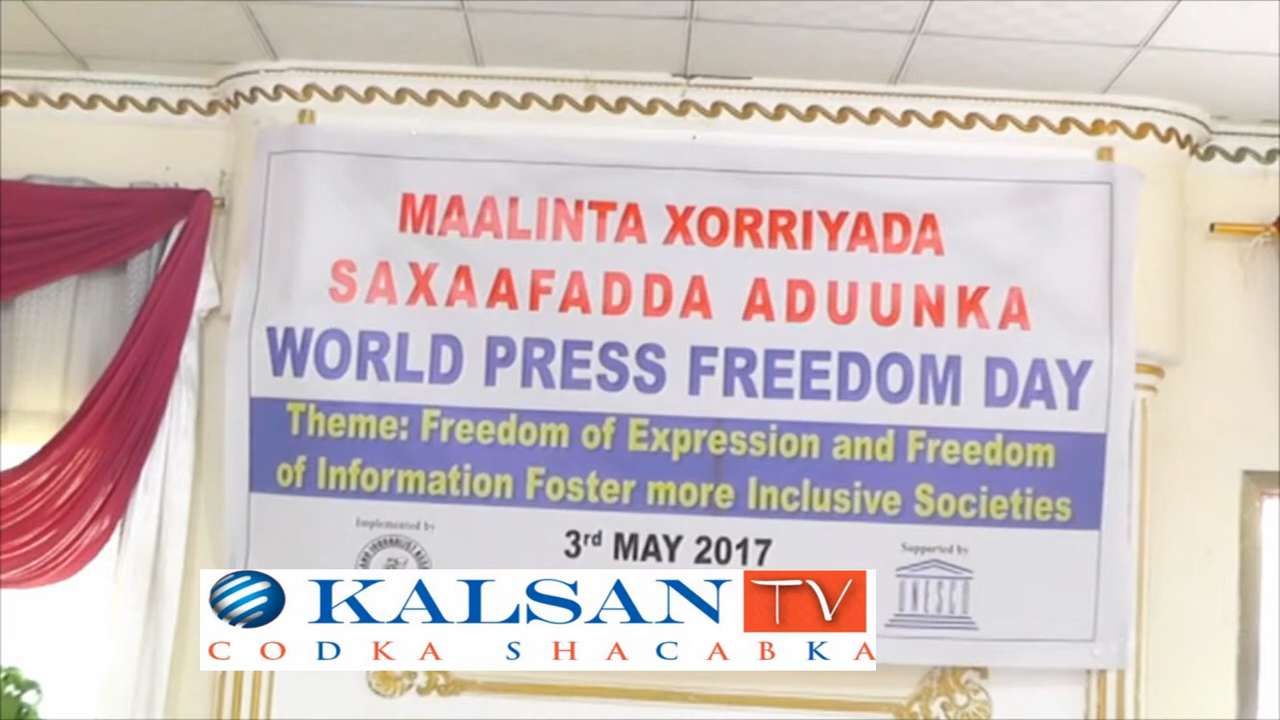 MAALINTA XORRIYADA
SAXAAFADDA ADUUNKA
WORLD PRESS FREEDOM DAY
Theme: Freedom of Expression and Freedom
of Information Foster more Inclusive Societies
Implemented by
3rd MAY 2017
Supported by
UNESCO
KALSAN TV
CODKA SHACABKA